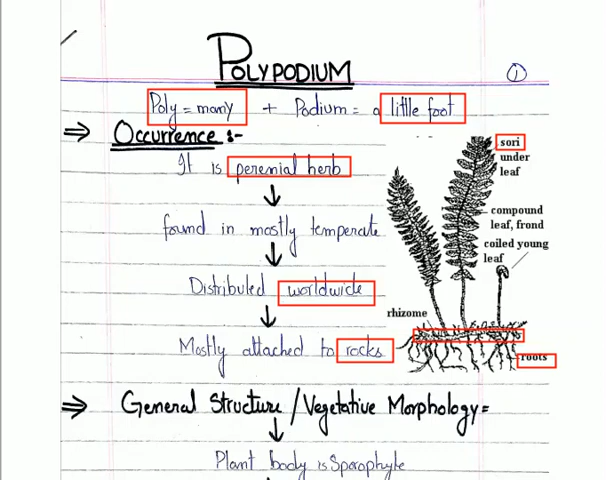 POLYPODIUM
1
Poly = many + Podium = a little foot
⇒ Occurrence :-
It is perennial herb
↓
found in mostly temperate
↓
Distributed worldwide
↓
Mostly attached to rocks
sori
under
leaf
compound
leaf, frond
coiled young
leaf
rhizome
roots
⇒ General Structure / Vegetative Morphology =
↓
Plant body is Sporophyte